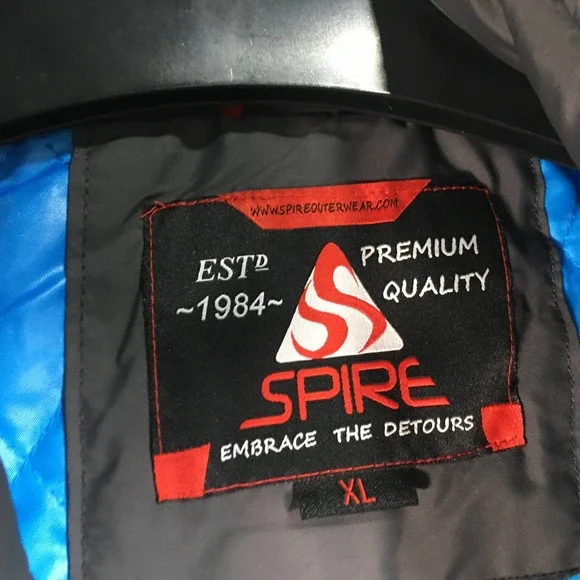 WWW.SPIREOUTERWEAR.COM
ESTD
~1984~
PREMIUM
QUALITY
SPIRE
EMBRACE THE DETOURS
XL